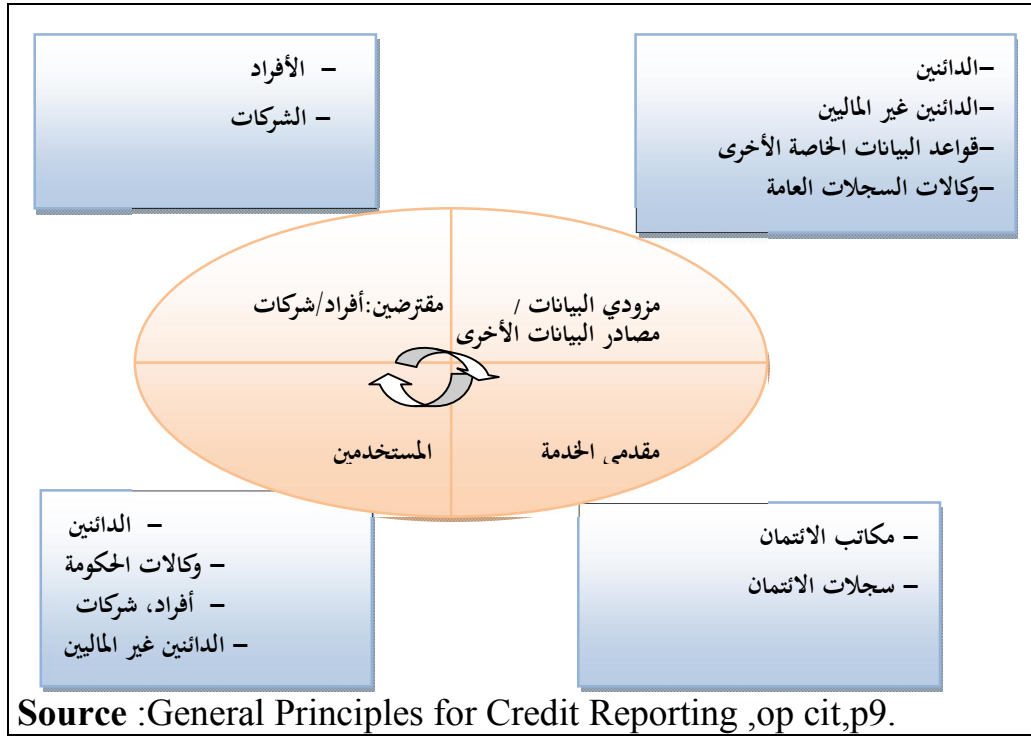 – الأفراد
– الشركات
–الدائنين
–الدائنين غير الماليين
–قواعد البيانات الخاصة الأخرى
–وكالات السجلات العامة
مزودي البيانات /
مصادر البيانات الأخرى
مقترضين:أفراد/شركات
مقدمي الخدمة
المستخدمين
– الدائنين
– وكالات الحكومة
– أفراد، شركات
– الدائنين غير الماليين
– مكاتب الائتمان
– سجلات الائتمان
Source :General Principles for Credit Reporting ,op cit,p9.